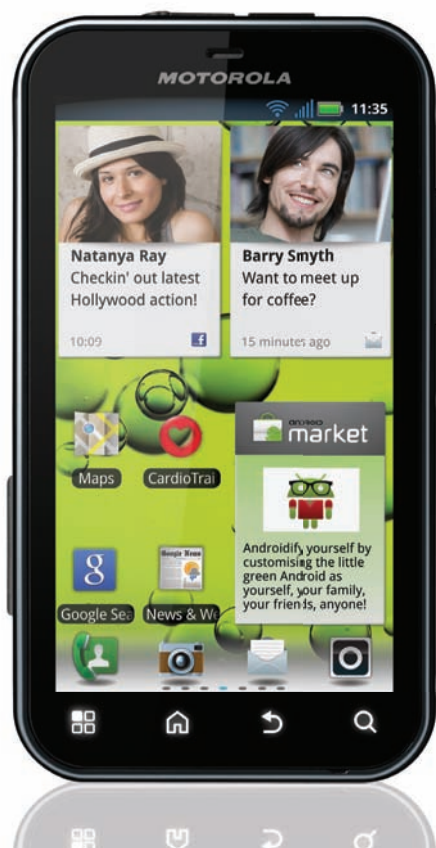 MOTOROLA
11:35
Natanya Ray
Checkin' out latest
Hollywood action!
10:09
f
Barry Smyth
Want to meet up
for coffee?
15 minutes ago
Maps
CardioTrai
ANDROID
market
Androidify yourself by
customising the little
green Android as
yourself, your family,
your friends, anyone!
g
Google News
Google Sea
News & We